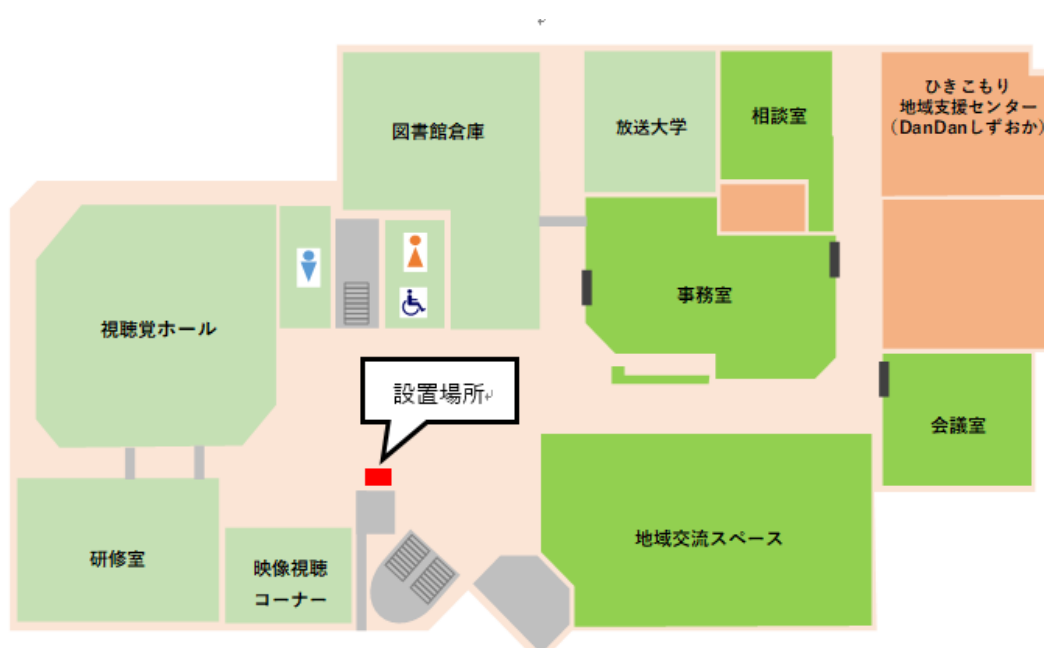 図書館倉庫
放送大学
相談室
ひきこもり
地域支援センター
（DanDanしずおか）
事務室
視聴覚ホール
設置場所
会議室
地域交流スペース
研修室
映像視聴
コーナー